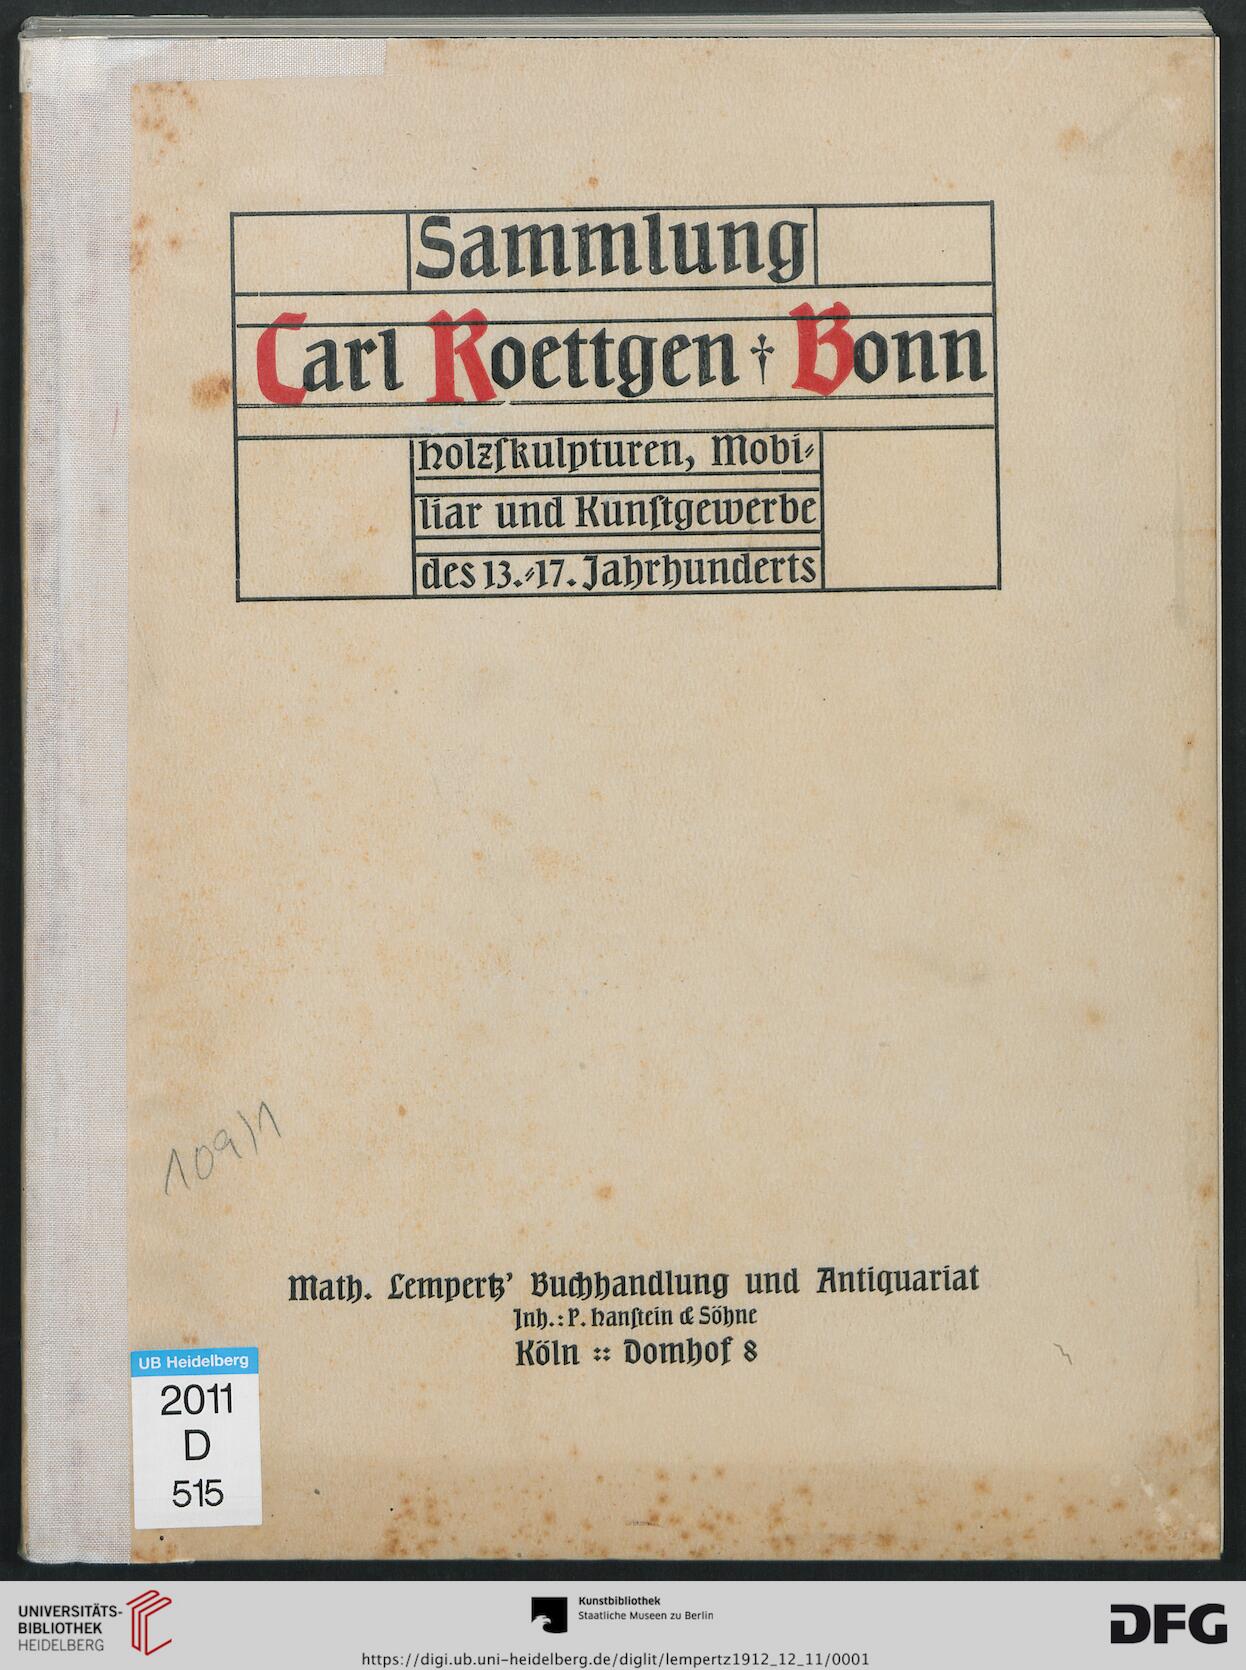 Sammlung
Carl Roettgen † Bonn
Holzſkulpturen, Mobi⸗
liar und Kunſtgewerbe
des 13.⸗17. Jahrhunderts
109/1
Math. Lempertz’ Buchhandlung und Antiquariat
Inh.: P. Hanſtein & Söhne
Köln :: Domhof 8
UB Heidelberg
2011
D
515
UNIVERSITÄTS-
BIBLIOTHEK
HEIDELBERG
Kunstbibliothek
Staatliche Museen zu Berlin
DFG
https://digi.ub.uni-heidelberg.de/diglit/lempertz1912_12_11/0001